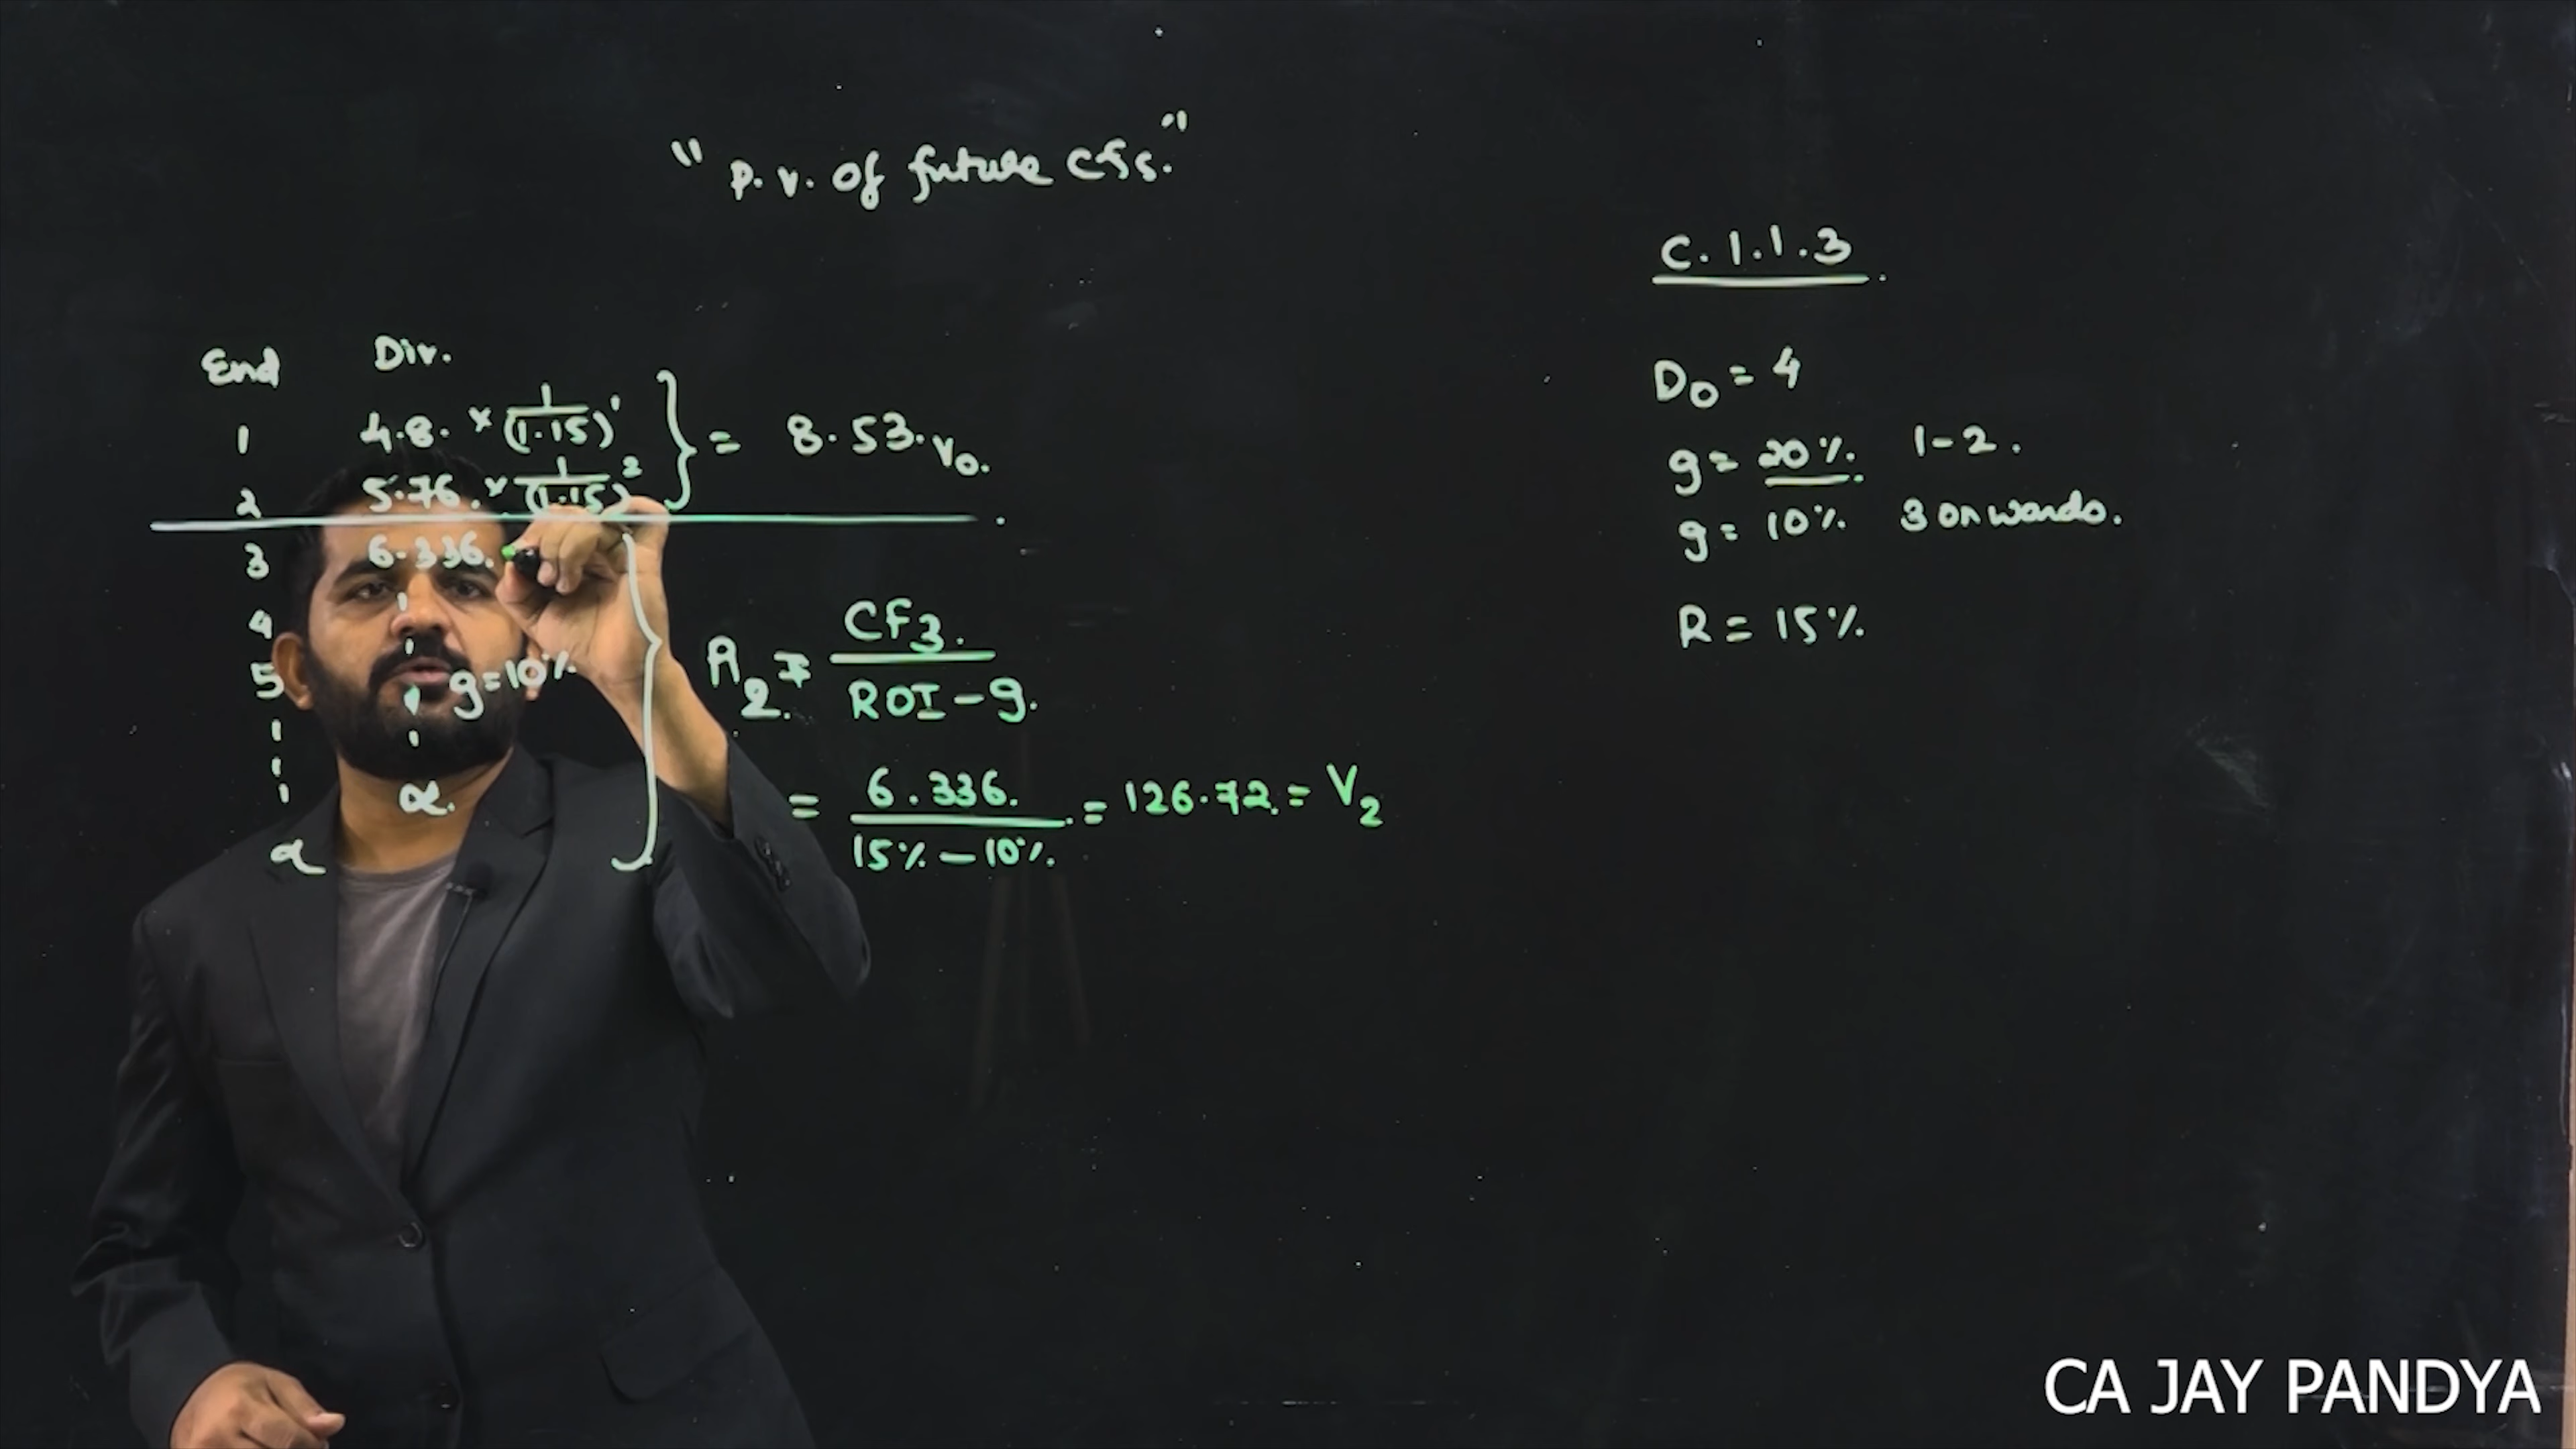 " P.V. of future CFs. "
C.1.1.3
End Div.
1 4.8. × 1/(1.15)¹
2 5.76. × 1/(1.15)²
} = 8.53. V₀.
3 6.336.
4
5 g=10%
α α.
A₂ = CF₃. / ROI - g.
= 6.336. / 15% - 10%. = 126.72. = V₂
D₀ = 4
g = 20%. 1-2.
g = 10% 3 onwards.
R = 15%
CA JAY PANDYA